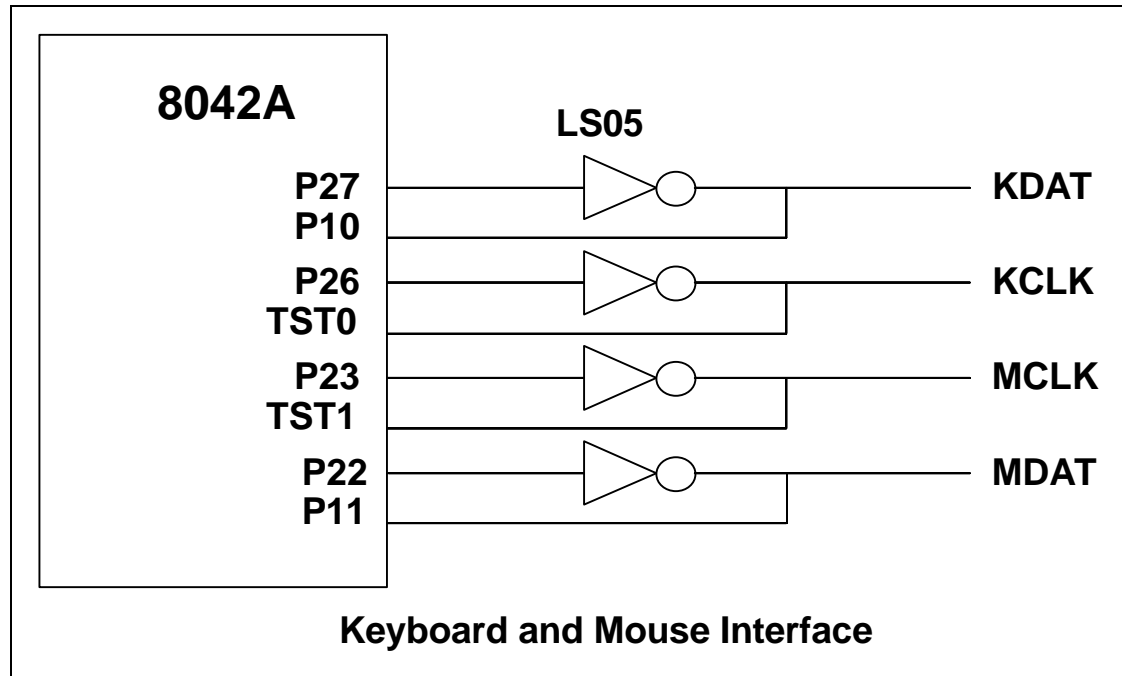 8042A
LS05
P27
KDAT
P10
P26
KCLK
TST0
P23
MCLK
TST1
P22
MDAT
P11
Keyboard and Mouse Interface